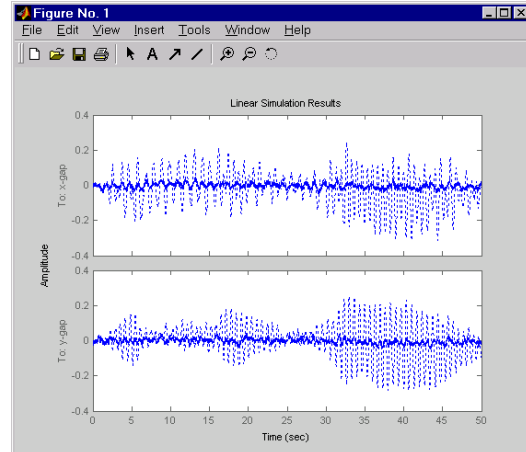 Figure No. 1
File Edit View Insert Tools Window Help
A
Linear Simulation Results
Amplitude
To: x-gap
0.4
0.2
0
-0.2
-0.4
To: y-gap
0.4
0.2
0
-0.2
-0.4
0 5 10 15 20 25 30 35 40 45 50
Time (sec)